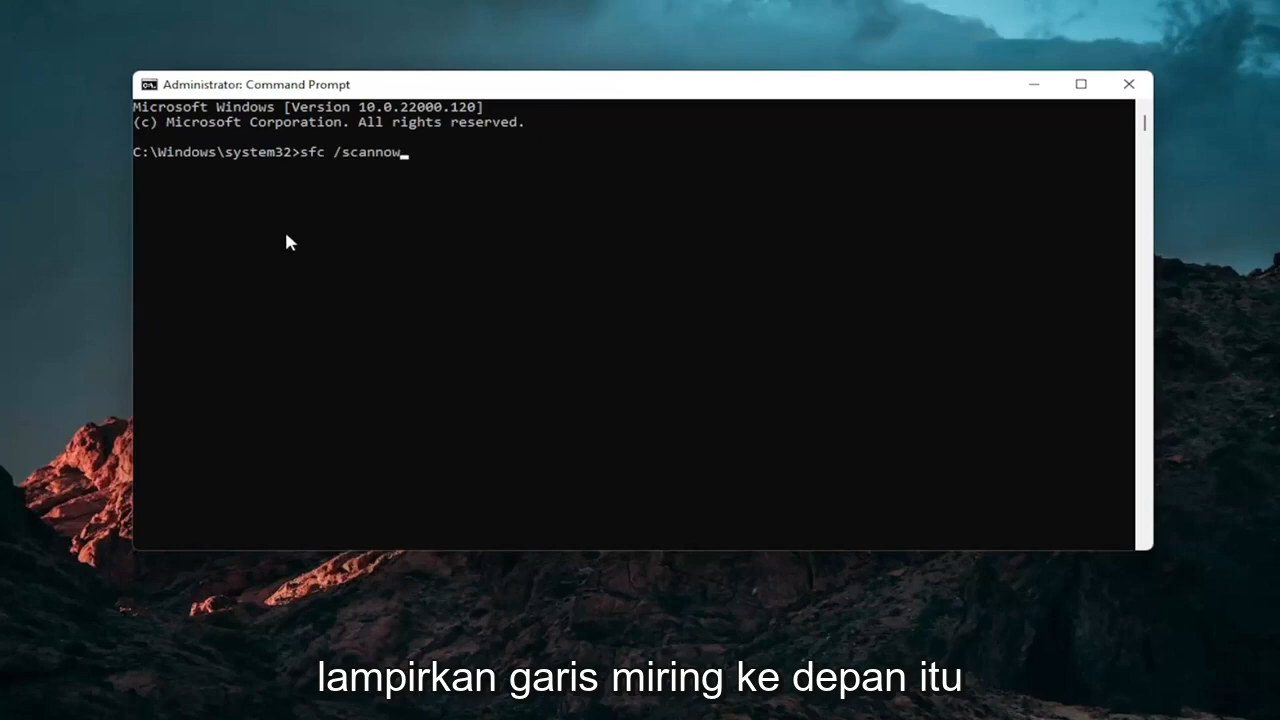 Administrator: Command Prompt
Microsoft Windows [Version 10.0.22000.120]
(c) Microsoft Corporation. All rights reserved.
C:\Windows\system32>sfc /scannow
lampirkan garis miring ke depan itu